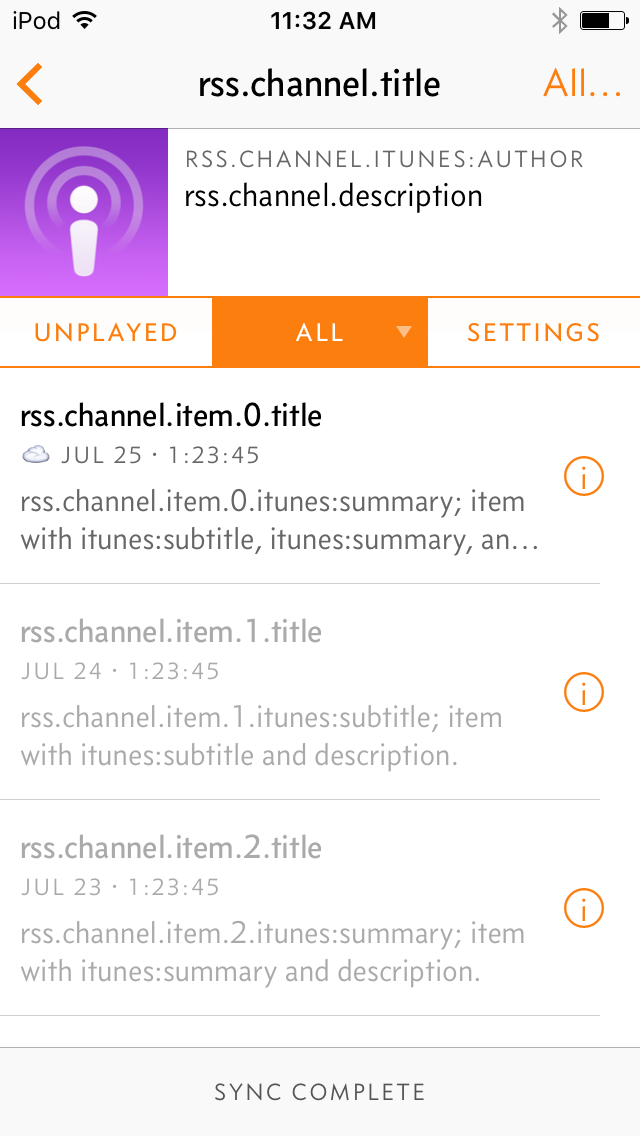 iPod 11:32 AM
rss.channel.title All…
RSS.CHANNEL.ITUNES:AUTHOR
rss.channel.description
UNPLAYED ALL SETTINGS
rss.channel.item.0.title
JUL 25 · 1:23:45
rss.channel.item.0.itunes:summary; item
with itunes:subtitle, itunes:summary, an…
rss.channel.item.1.title
JUL 24 · 1:23:45
rss.channel.item.1.itunes:subtitle; item
with itunes:subtitle and description.
rss.channel.item.2.title
JUL 23 · 1:23:45
rss.channel.item.2.itunes:summary; item
with itunes:summary and description.
SYNC COMPLETE